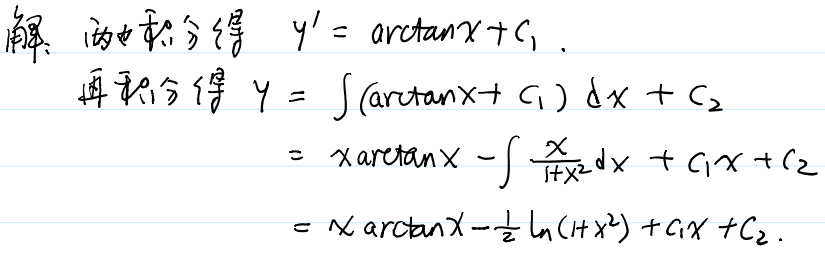 解: 两边积分得 y' = arctanx + C₁ .
再积分得 y = ∫(arctanx + C₁) dx + C₂
= x arctan x - ∫ x/(1+x²) dx + C₁x + C₂
= x arctanx - ½ ln(1+x²) + C₁x + C₂.